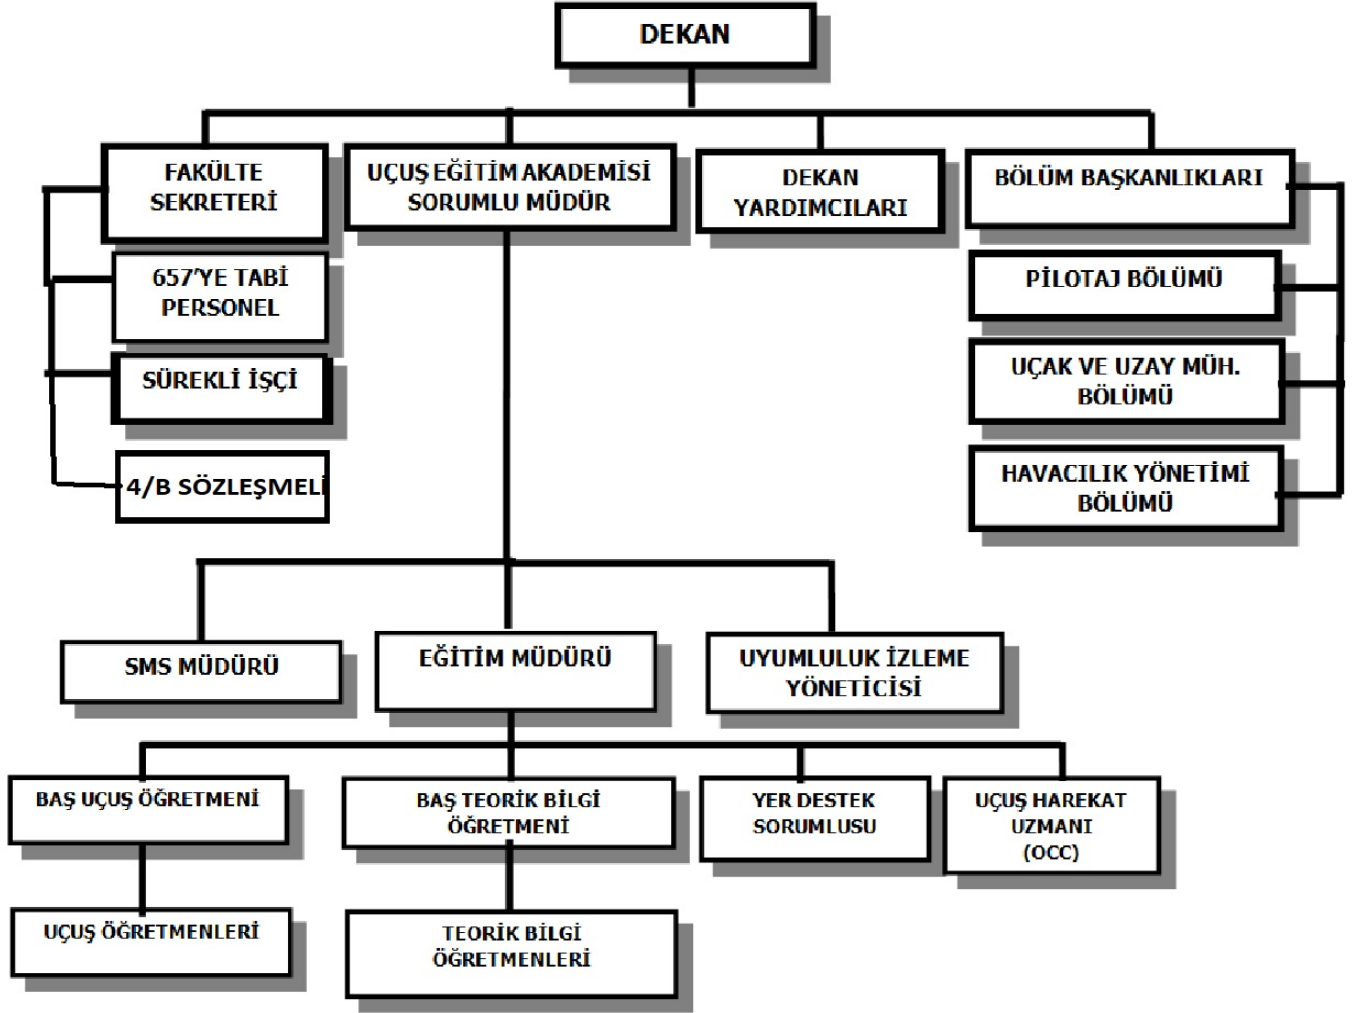 DEKAN
FAKÜLTE
SEKRETERİ
UÇUŞ EĞİTİM AKADEMİSİ
SORUMLU MÜDÜR
DEKAN
YARDIMCILARI
BÖLÜM BAŞKANLIKLARI
657'YE TABİ
PERSONEL
SÜREKLİ İŞÇİ
4/B SÖZLEŞMELİ
PİLOTAJ BÖLÜMÜ
UÇAK VE UZAY MÜH.
BÖLÜMÜ
HAVACILIK YÖNETİMİ
BÖLÜMÜ
SMS MÜDÜRÜ
EĞİTİM MÜDÜRÜ
UYUMLULUK İZLEME
YÖNETİCİSİ
BAŞ UÇUŞ ÖĞRETMENİ
BAŞ TEORİK BİLGİ
ÖĞRETMENİ
YER DESTEK
SORUMLUSU
UÇUŞ HAREKAT
UZMANI
(OCC)
UÇUŞ ÖĞRETMENLERİ
TEORİK BİLGİ
ÖĞRETMENLERİ